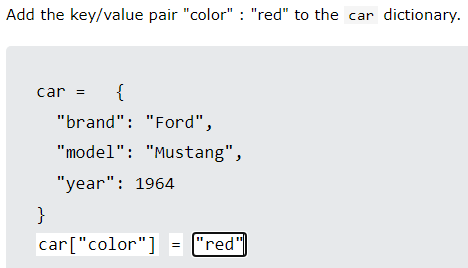 Add the key/value pair "color" : "red" to the car dictionary.
car =   {
  "brand": "Ford",
  "model": "Mustang",
  "year": 1964
}
car["color"] = "red"